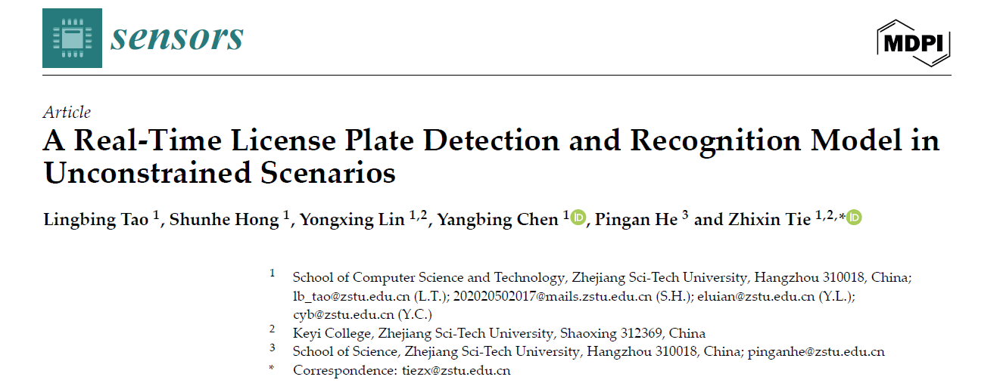 sensors
MDPI
Article
A Real-Time License Plate Detection and Recognition Model in
Unconstrained Scenarios
Lingbing Tao 1, Shunhe Hong 1, Yongxing Lin 1,2, Yangbing Chen 1 iD, Pingan He 3 and Zhixin Tie 1,2,* iD
1 School of Computer Science and Technology, Zhejiang Sci-Tech University, Hangzhou 310018, China;
lb_tao@zstu.edu.cn (L.T.); 202020502017@mails.zstu.edu.cn (S.H.); eluian@zstu.edu.cn (Y.L.);
cyb@zstu.edu.cn (Y.C.)
2 Keyi College, Zhejiang Sci-Tech University, Shaoxing 312369, China
3 School of Science, Zhejiang Sci-Tech University, Hangzhou 310018, China; pinganhe@zstu.edu.cn
* Correspondence: tiezx@zstu.edu.cn